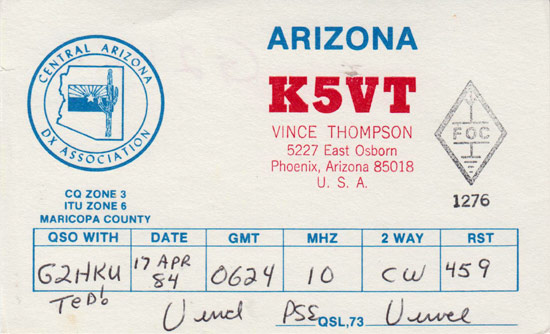 CENTRAL ARIZONA
DX ASSOCIATION
ARIZONA
K5VT
VINCE THOMPSON
5227 East Osborn
Phoenix, Arizona 85018
U. S. A.
FOC
1276
CQ ZONE 3
ITU ZONE 6
MARICOPA COUNTY
QSO WITH DATE GMT MHZ 2 WAY RST
G2HKU 17 APR 84 0624 10 CW 459
PSE QSL, 73